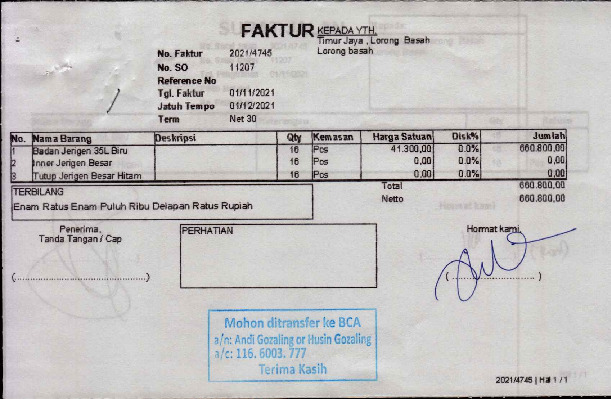 FAKTUR
KEPADA YTH.
Timur Jaya , Lorong Basah
Lorong basah
No. Faktur 2021/4745
No. SO 11207
Reference No
Tgl. Faktur 01/11/2021
Jatuh Tempo 01/12/2021
Term Net 30
No. Nama Barang Deskripsi Qty Kemasan Harga Satuan Disk% Jumlah
1 Badan Jerigen 35L Biru 16 Pcs 41.300,00 0.0% 660.800,00
2 Inner Jerigen Besar 16 Pcs 0,00 0.0% 0,00
3 Tutup Jerigen Besar Hitam 16 Pcs 0,00 0.0% 0,00
TERBILANG
Enam Ratus Enam Puluh Ribu Delapan Ratus Rupiah
Total 660.800,00
Netto 660.800,00
Penerima,
Tanda Tangan / Cap
(..............................)
PERHATIAN
Hormat kami,
(..............................)
Mohon ditransfer ke BCA
a/n: Andi Gozaling or Husin Gozaling
a/c: 116. 6003. 777
Terima Kasih
2021/4745 | Hal 1 / 1